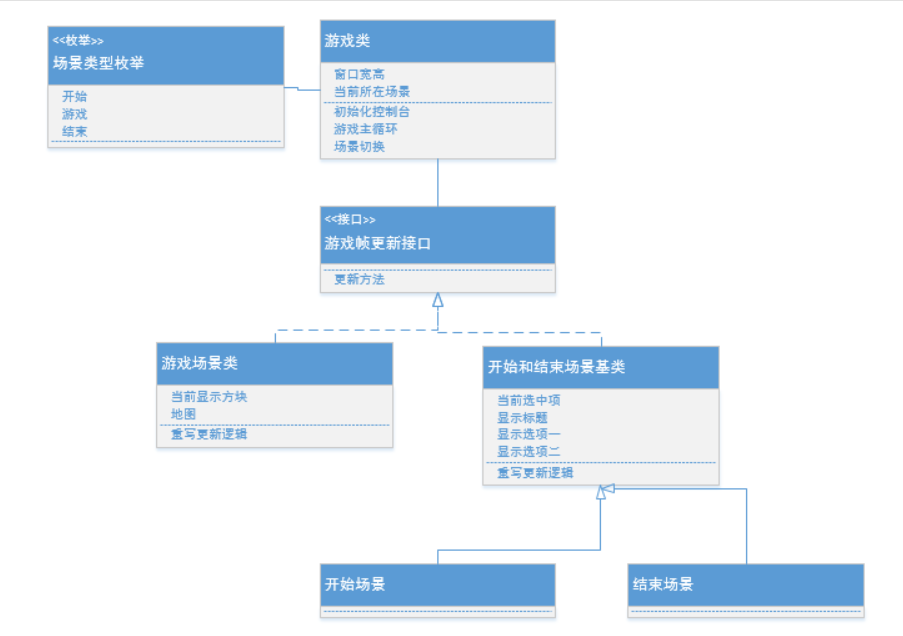 <<枚举>>
场景类型枚举
开始
游戏
结束
游戏类
窗口宽高
当前所在场景
初始化控制台
游戏主循环
场景切换
<<接口>>
游戏帧更新接口
更新方法
游戏场景类
当前显示方块
地图
重写更新逻辑
开始和结束场景基类
当前选中项
显示标题
显示选项一
显示选项二
重写更新逻辑
开始场景
结束场景